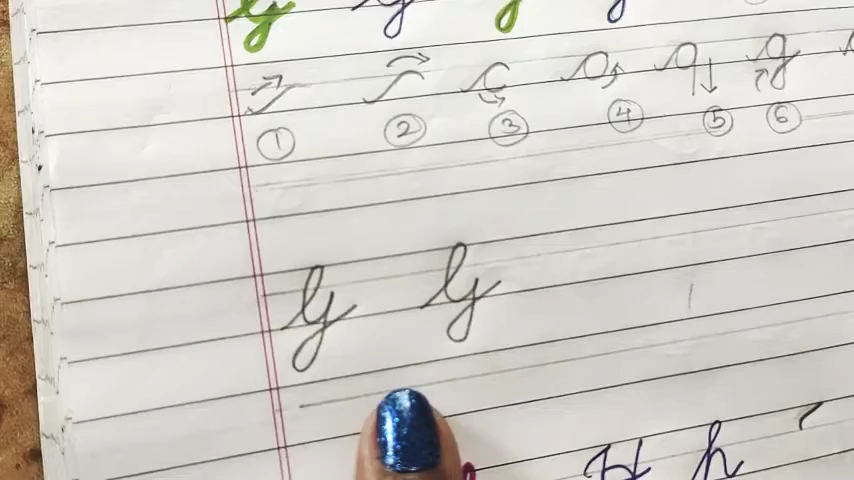 G G g g
① ② ③ ④ ⑤ ⑥
G G
H h